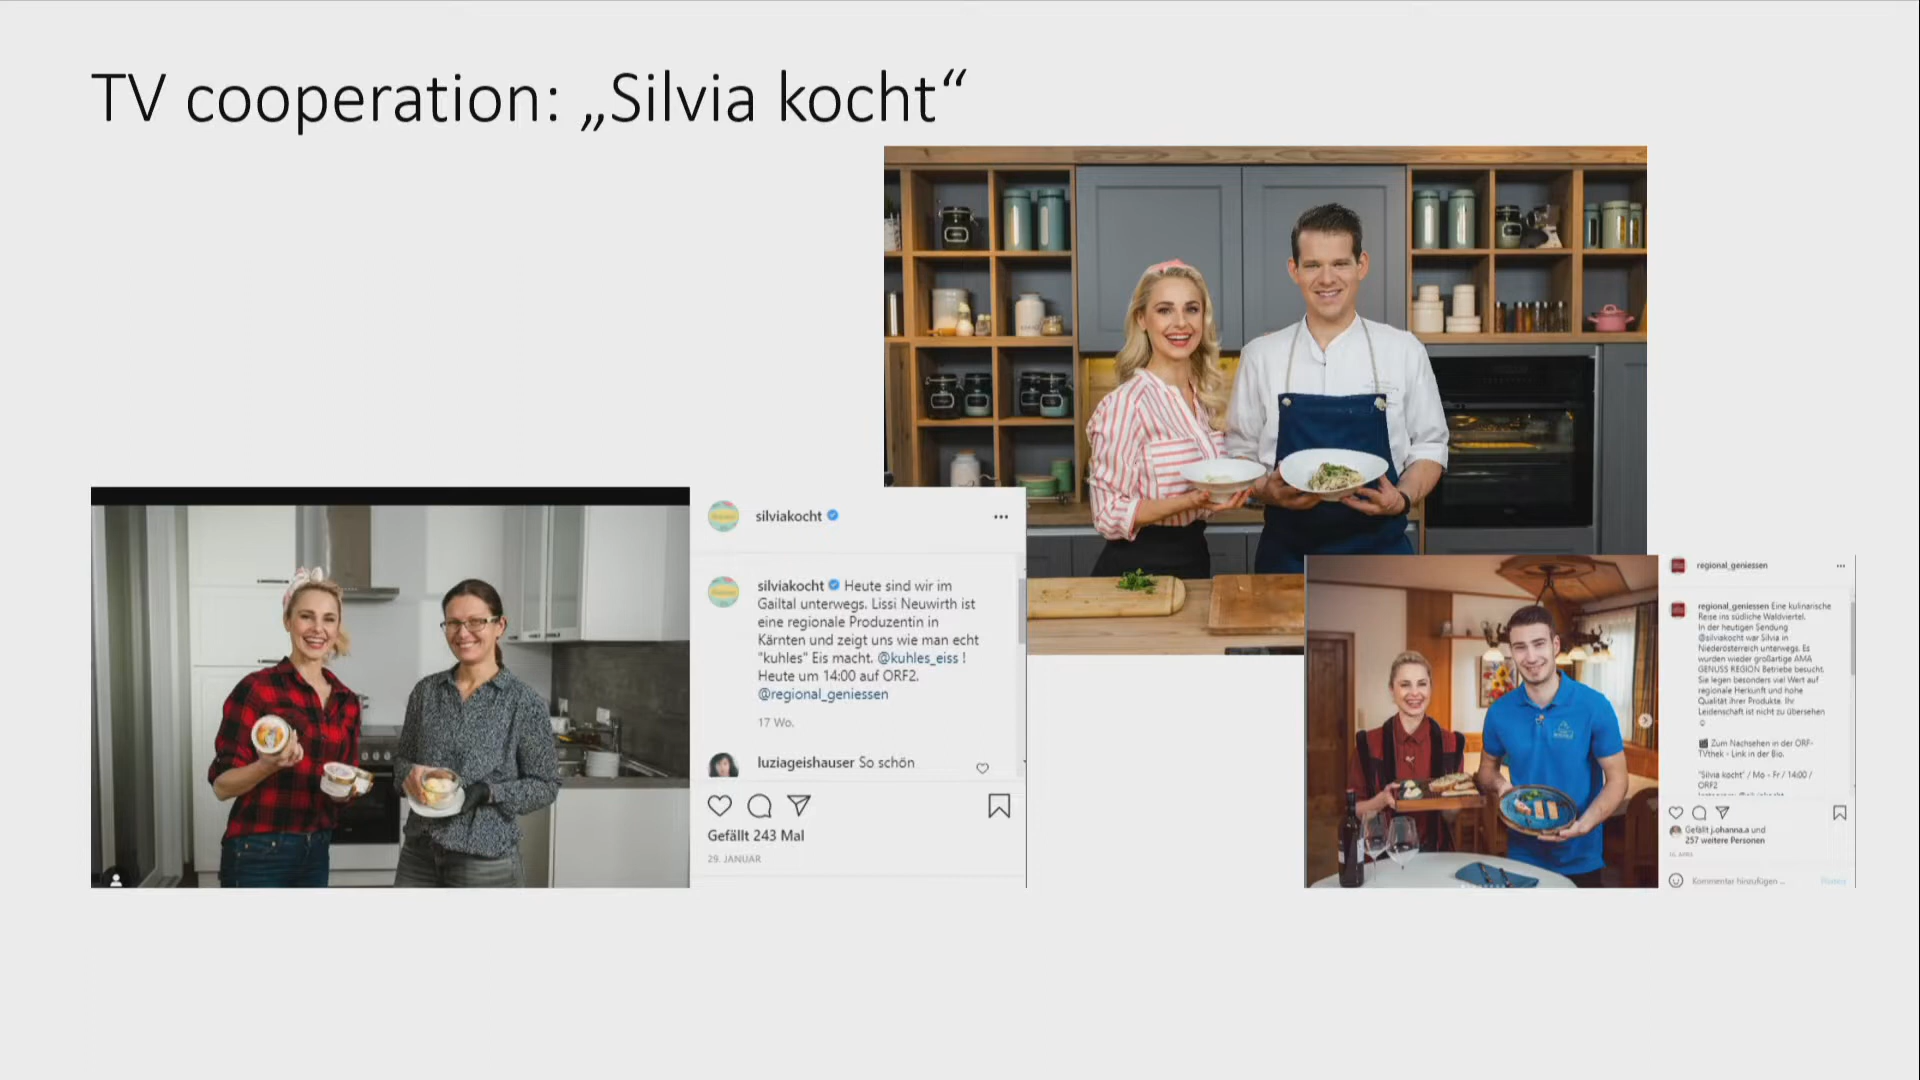 TV cooperation: „Silvia kocht“
silviakocht
silviakocht Heute sind wir im
Gailtal unterwegs. Lissi Neuwirth ist
eine regionale Produzentin in
Kärnten und zeigt uns wie man echt
"kuhles" Eis macht. @kuhles_eiss !
Heute um 14:00 auf ORF2.
@regional_geniessen
17 Wo.
luziageishauser So schön
Gefällt 243 Mal
29. JANUAR
regional_geniessen
regional_geniessen Eine kulinarische
Reise ins südliche Waldviertel.
In der heutigen Sendung
@silviakocht war Silvia in
Niederösterreich unterwegs. Es
wurden wieder großartige AMA
GENUSS REGION Betriebe besucht.
Sie legen besonders viel Wert auf
regionale Herkunft und hohe
Qualität ihrer Produkte. Ihr
Leidenschaft ist nicht zu übersehen
Zum Nachsehen in der ORF-
TVthek - Link in der Bio.
"Silvia kocht" / Mo - Fr / 14:00 /
ORF2
Gefällt j.ohanna.a und
257 weitere Personen
Kommentar hinzufügen ...